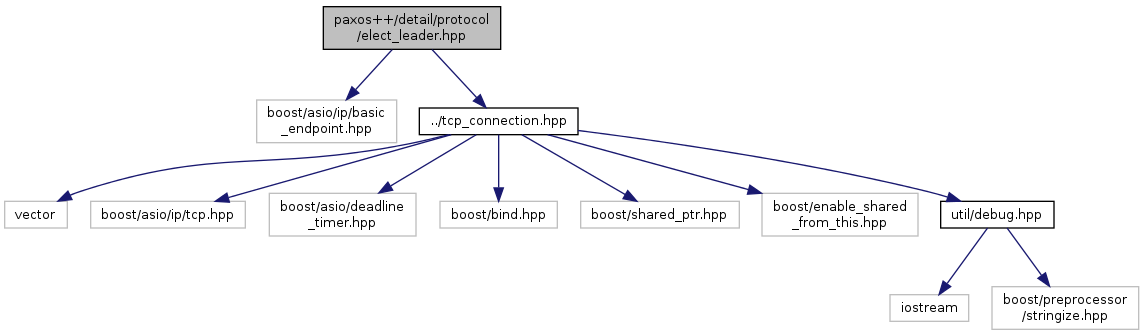 paxos++/detail/protocol
/elect_leader.hpp
boost/asio/ip/basic
_endpoint.hpp
../tcp_connection.hpp
vector
boost/asio/ip/tcp.hpp
boost/asio/deadline
_timer.hpp
boost/bind.hpp
boost/shared_ptr.hpp
boost/enable_shared
_from_this.hpp
util/debug.hpp
iostream
boost/preprocessor
/stringize.hpp